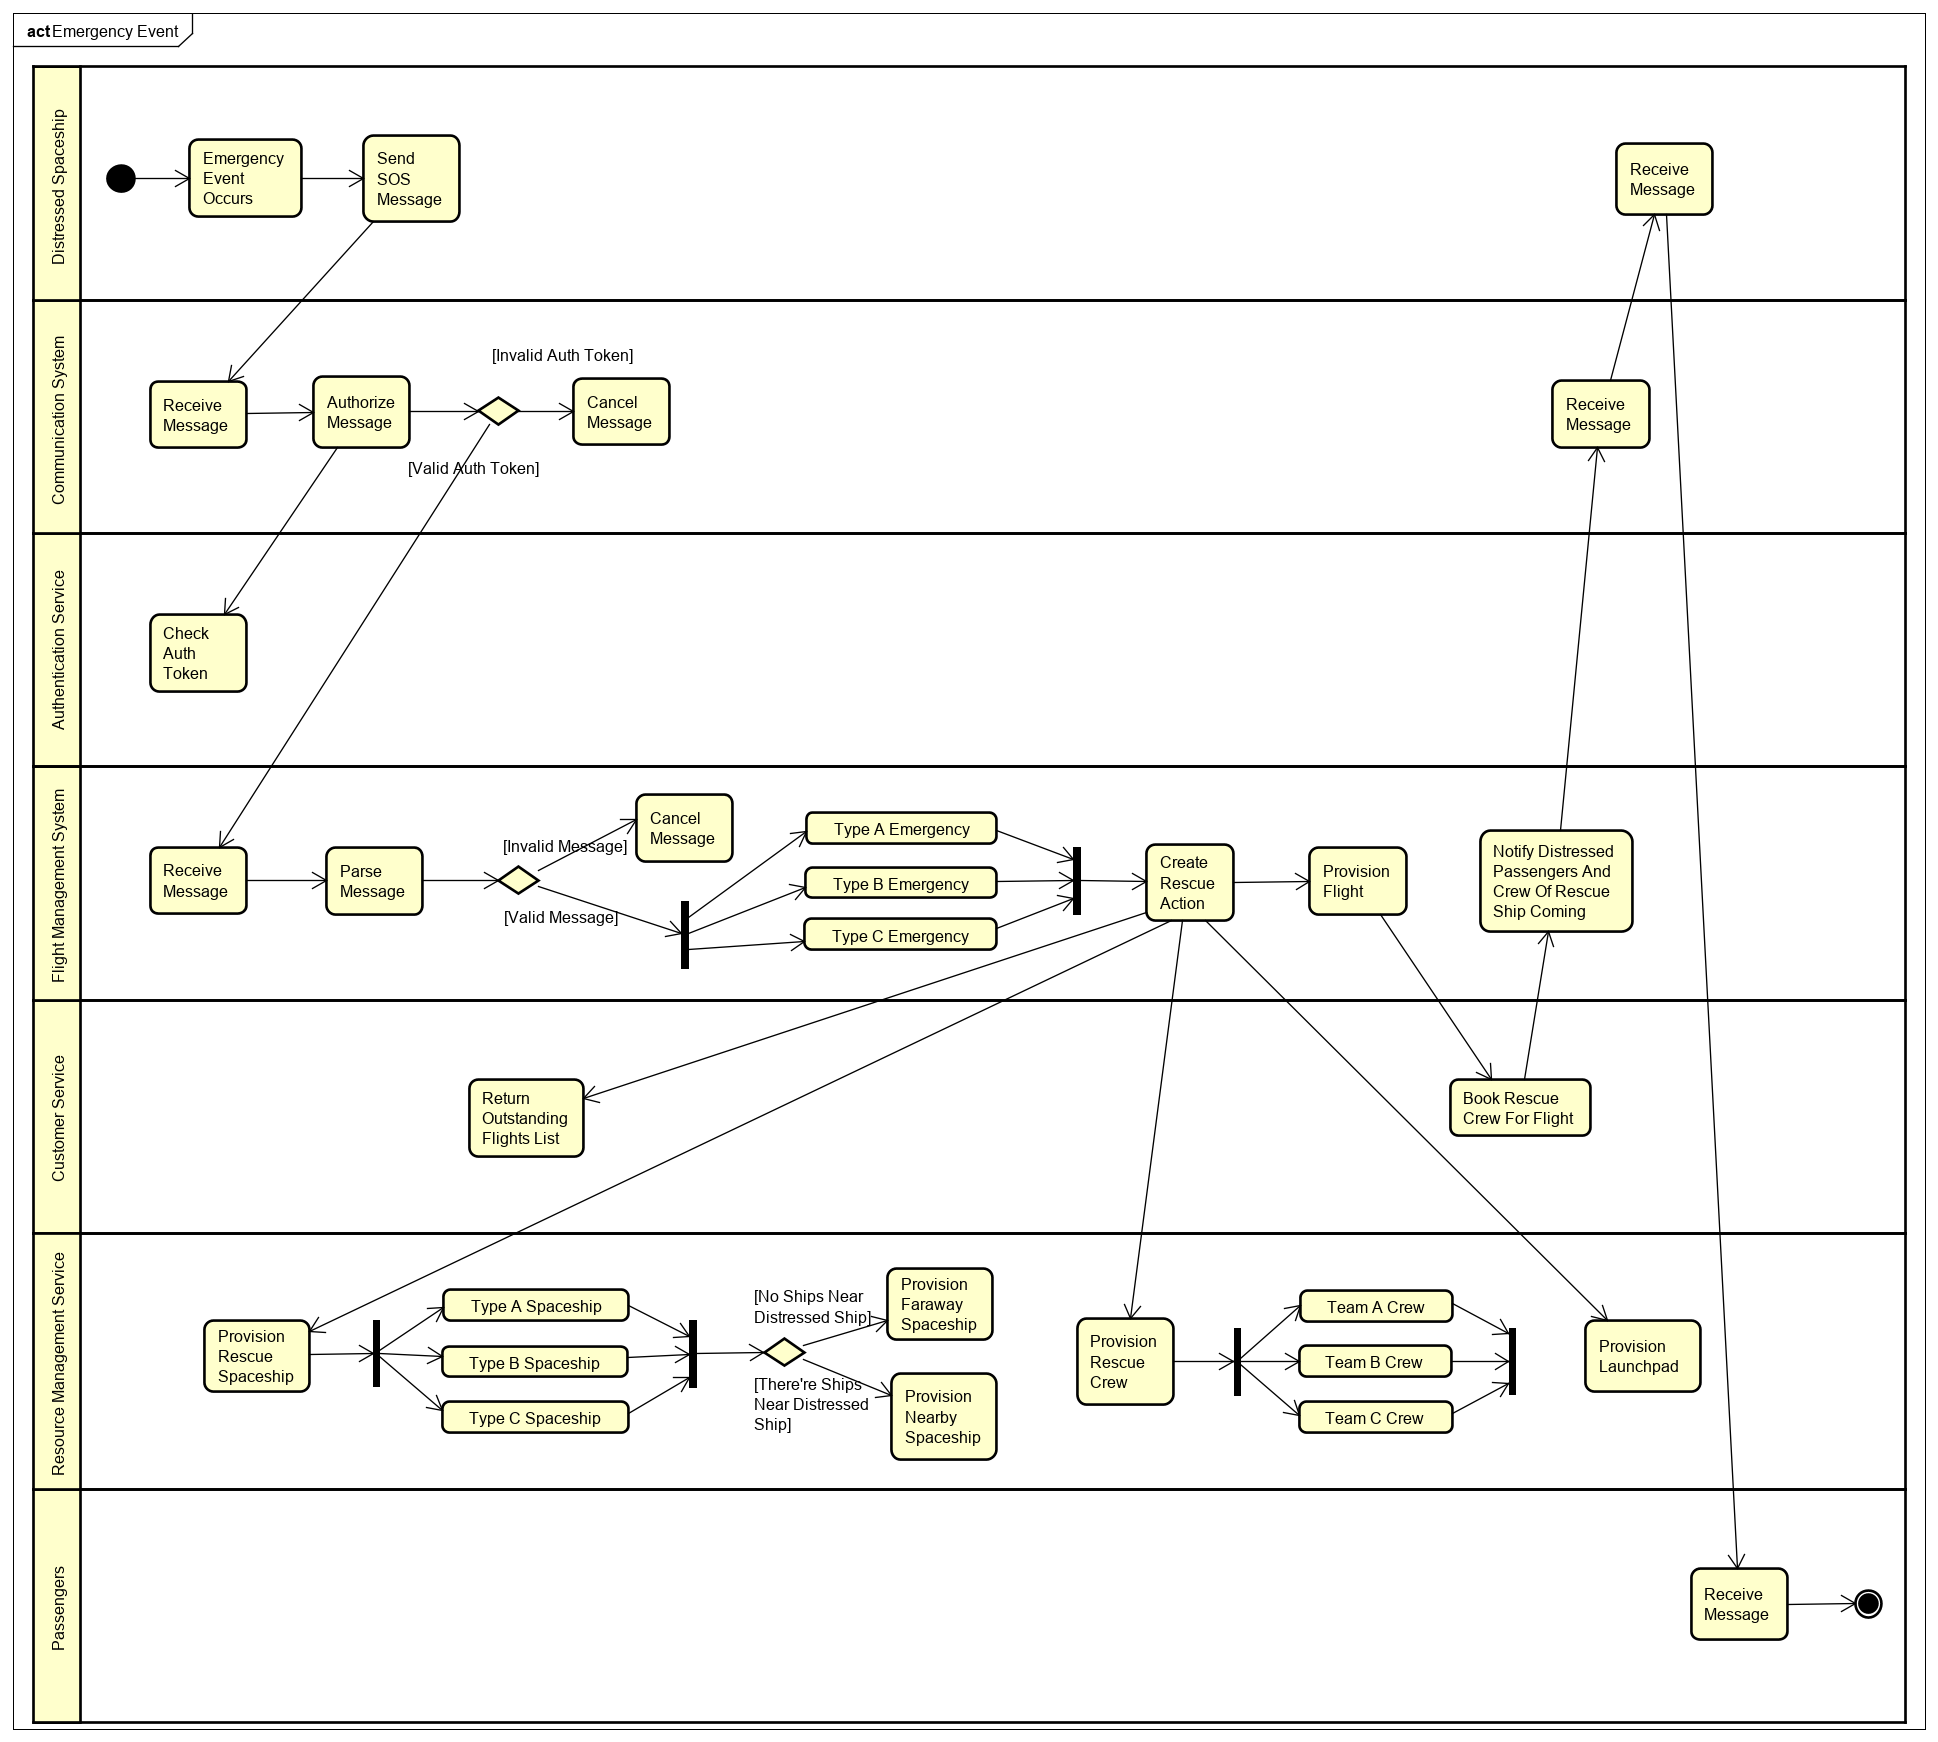 act Emergency Event
Distressed Spaceship
Emergency
Event
Occurs
Send
SOS
Message
Receive
Message
Communication System
Receive
Message
Authorize
Message
[Invalid Auth Token]
[Valid Auth Token]
Cancel
Message
Receive
Message
Authentication Service
Check
Auth
Token
Flight Management System
Receive
Message
Parse
Message
[Invalid Message]
[Valid Message]
Cancel
Message
Type A Emergency
Type B Emergency
Type C Emergency
Create
Rescue
Action
Provision
Flight
Notify Distressed
Passengers And
Crew Of Rescue
Ship Coming
Customer Service
Return
Outstanding
Flights List
Book Rescue
Crew For Flight
Resource Management Service
Provision
Rescue
Spaceship
Type A Spaceship
Type B Spaceship
Type C Spaceship
[No Ships Near
Distressed Ship]
[There're Ships
Near Distressed
Ship]
Provision
Faraway
Spaceship
Provision
Nearby
Spaceship
Provision
Rescue
Crew
Team A Crew
Team B Crew
Team C Crew
Provision
Launchpad
Passengers
Receive
Message